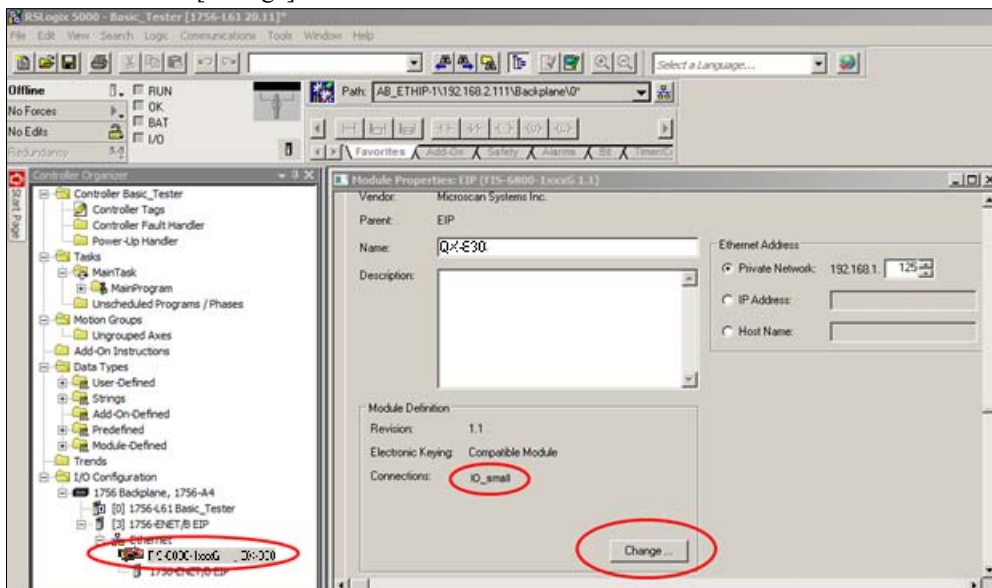 RSLogix 5000 - Basic_Tester [1756-L61 20.11]*
File Edit View Search Logic Communications Tools Window Help
Select a Language...
Offline
RUN
Path: AB_ETHIP-1\192.168.2.111\Backplane\0*
No Forces
OK
No Edits
BAT
Redundancy
I/O
Favorites Add-On Safety Alarms Bit Timer/C
Start Page
Controller Organizer
Controller Basic_Tester
Controller Tags
Controller Fault Handler
Power-Up Handler
Tasks
MainTask
MainProgram
Unscheduled Programs / Phases
Motion Groups
Ungrouped Axes
Add-On Instructions
Data Types
User-Defined
Strings
Add-On-Defined
Predefined
Module-Defined
Trends
I/O Configuration
1756 Backplane, 1756-A4
[0] 1756-L61 Basic_Tester
[3] 1756-ENET/B EIP
Ethernet
1756-ENET/B EIP
Module Properties: EIP (FIS-6800-1xxxG 1.1)
Vendor: Microscan Systems Inc.
Parent: EIP
Name: QX-830
Description:
Ethernet Address
Private Network: 192.168.1. 125
IP Address:
Host Name:
Module Definition
Revision: 1.1
Electronic Keying: Compatible Module
Connections: IO_small
Change ...